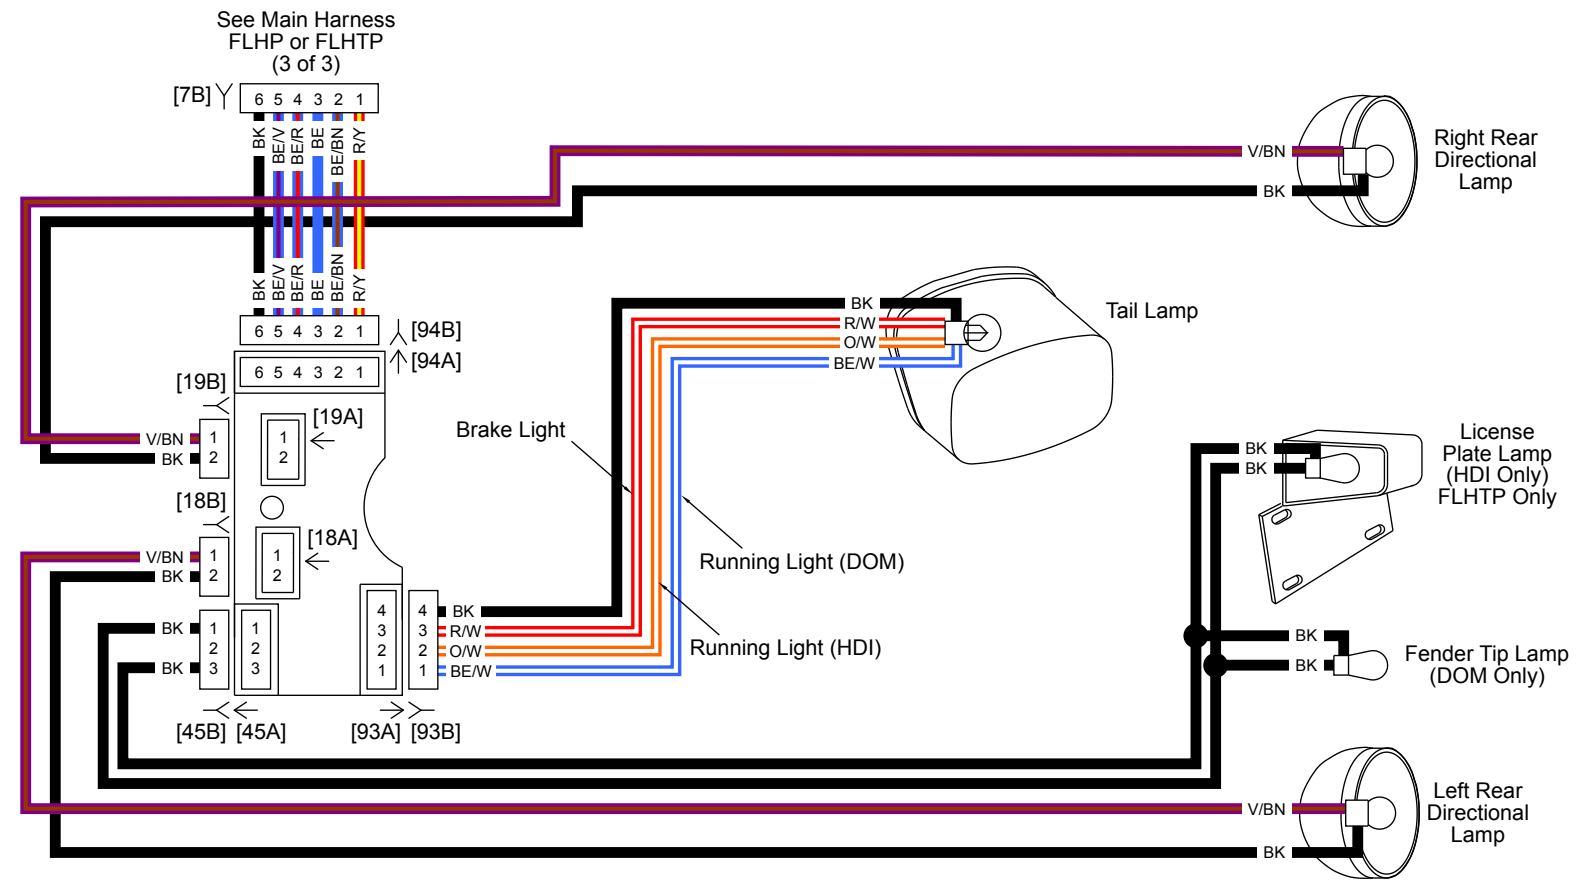 See Main Harness
FLHP or FLHTP
(3 of 3)
[7B]
6 5 4 3 2 1
BK BE/V BE/R BE BE/BN R/Y
V/BN
BK
Right Rear
Directional
Lamp
BK BE/V BE/R BE BE/BN R/Y
6 5 4 3 2 1
[94B]
[94A]
6 5 4 3 2 1
BK
R/W
O/W
BE/W
Tail Lamp
[19B]
[19A]
V/BN 1
BK 2
1
2
Brake Light
BK
BK
License
Plate Lamp
(HDI Only)
FLHTP Only
[18B]
[18A]
V/BN 1
BK 2
1
2
Running Light (DOM)
Running Light (HDI)
BK 1
2
BK 3
1
2
3
4
3
2
1
4 BK
3 R/W
2 O/W
1 BE/W
BK
BK
Fender Tip Lamp
(DOM Only)
[45B] [45A] [93A] [93B]
V/BN
BK
Left Rear
Directional
Lamp